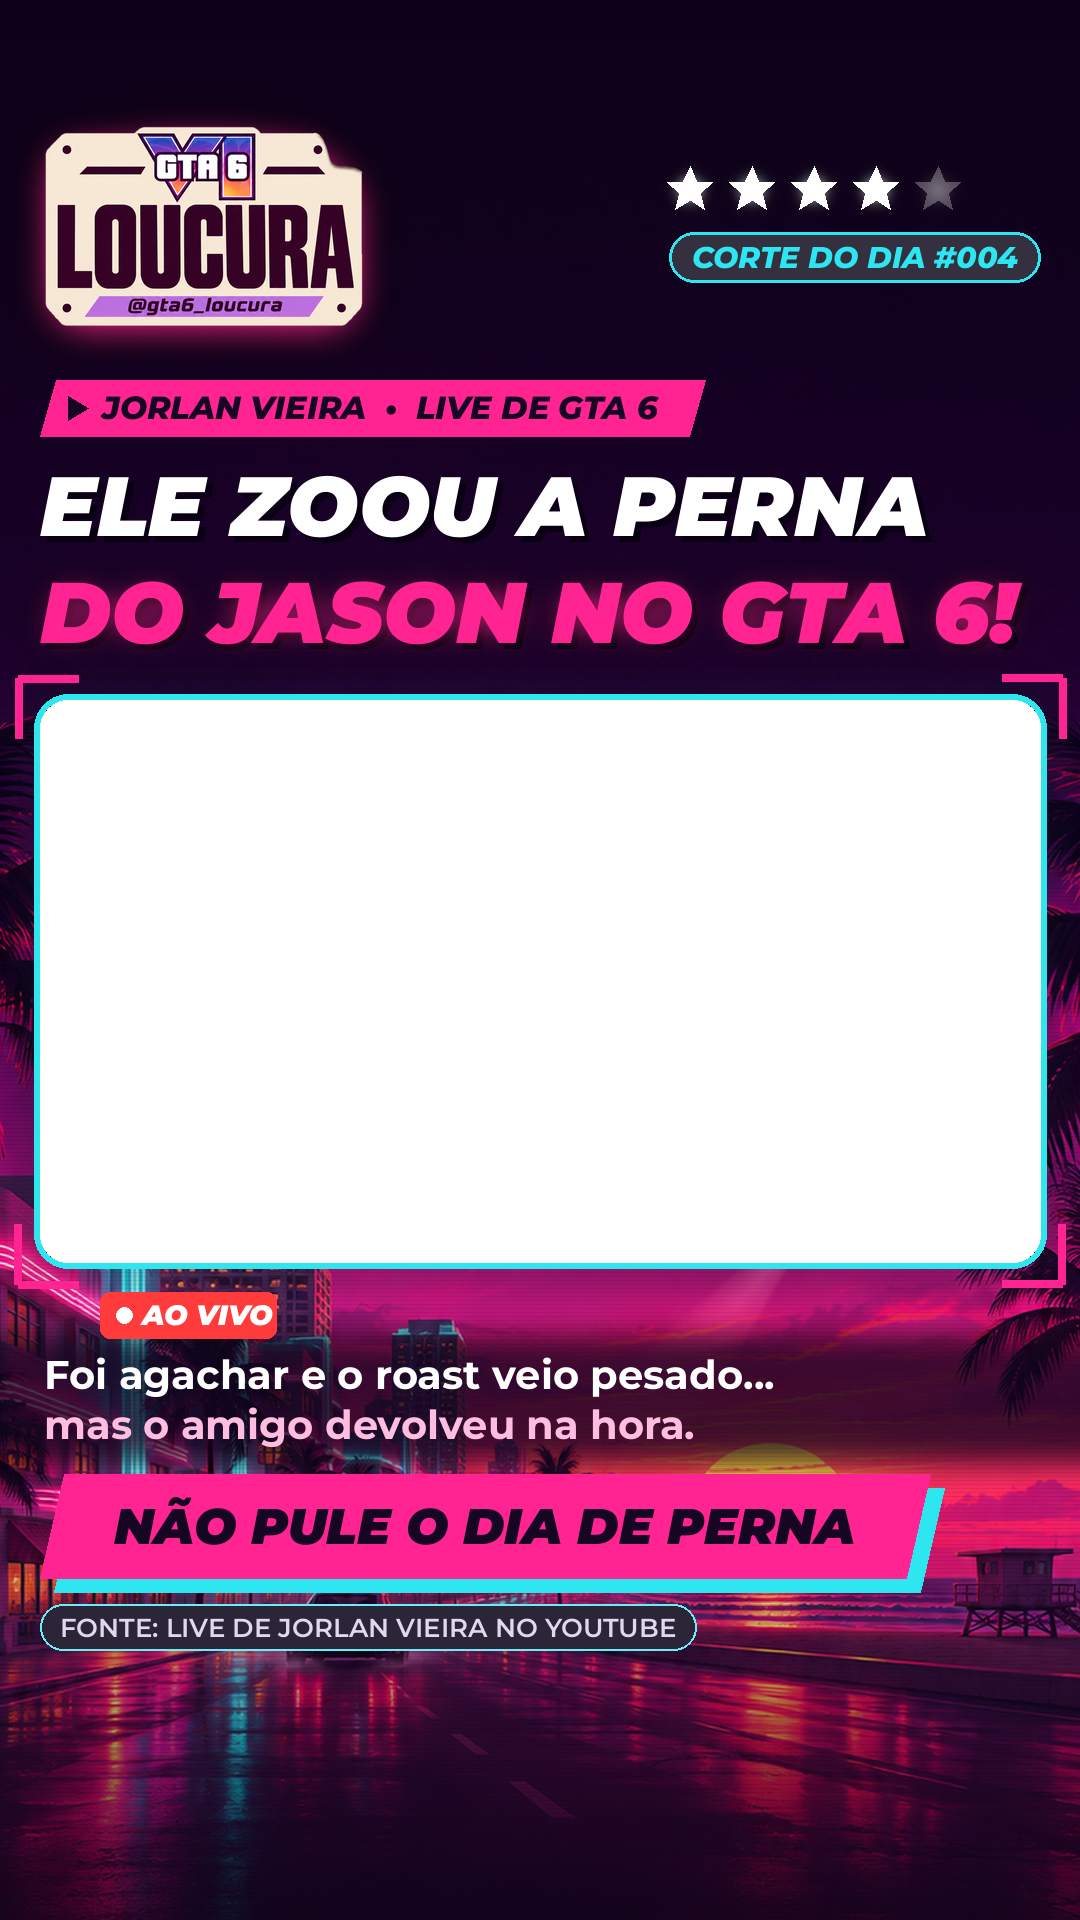 GTA 6
LOUCURA
@gta6_loucura
CORTE DO DIA #004
JORLAN VIEIRA • LIVE DE GTA 6
ELE ZOOU A PERNA
DO JASON NO GTA 6!
AO VIVO
Foi agachar e o roast veio pesado...
mas o amigo devolveu na hora.
NÃO PULE O DIA DE PERNA
FONTE: LIVE DE JORLAN VIEIRA NO YOUTUBE